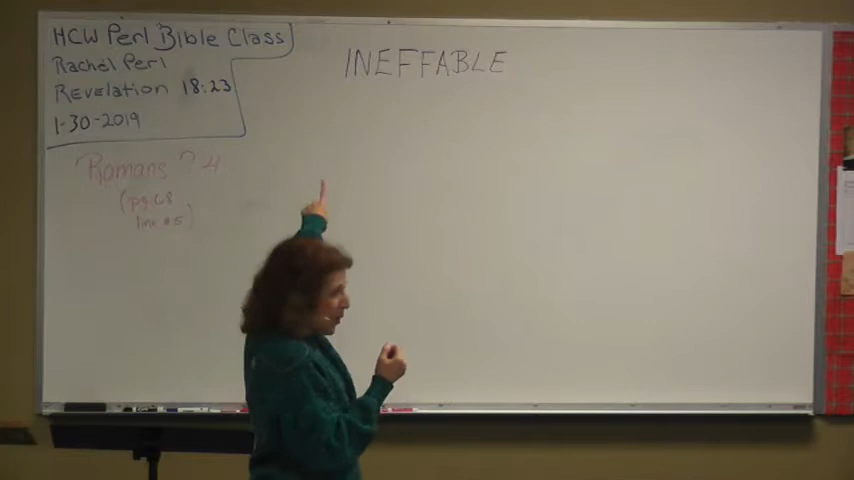 HCW Perl Bible Class
Rachel Perl
Revelation 18:23
1-30-2019
INEFFABLE
Romans 2:4
(pg 68
line #5)